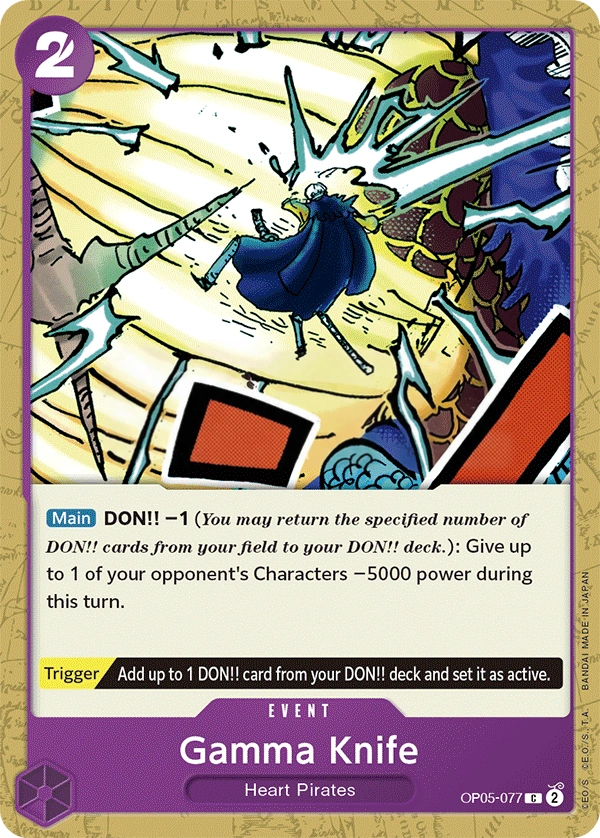 DLICHES EISMEER
2
Main DON!! −1 (You may return the specified number of
DON!! cards from your field to your DON!! deck.): Give up
to 1 of your opponent's Characters −5000 power during
this turn.
Trigger Add up to 1 DON!! card from your DON!! deck and set it as active.
EVENT
Gamma Knife
Heart Pirates
OP05-077 C 2
©E.O./S. ©E.O./S.,T.A. BANDAI MADE IN JAPAN